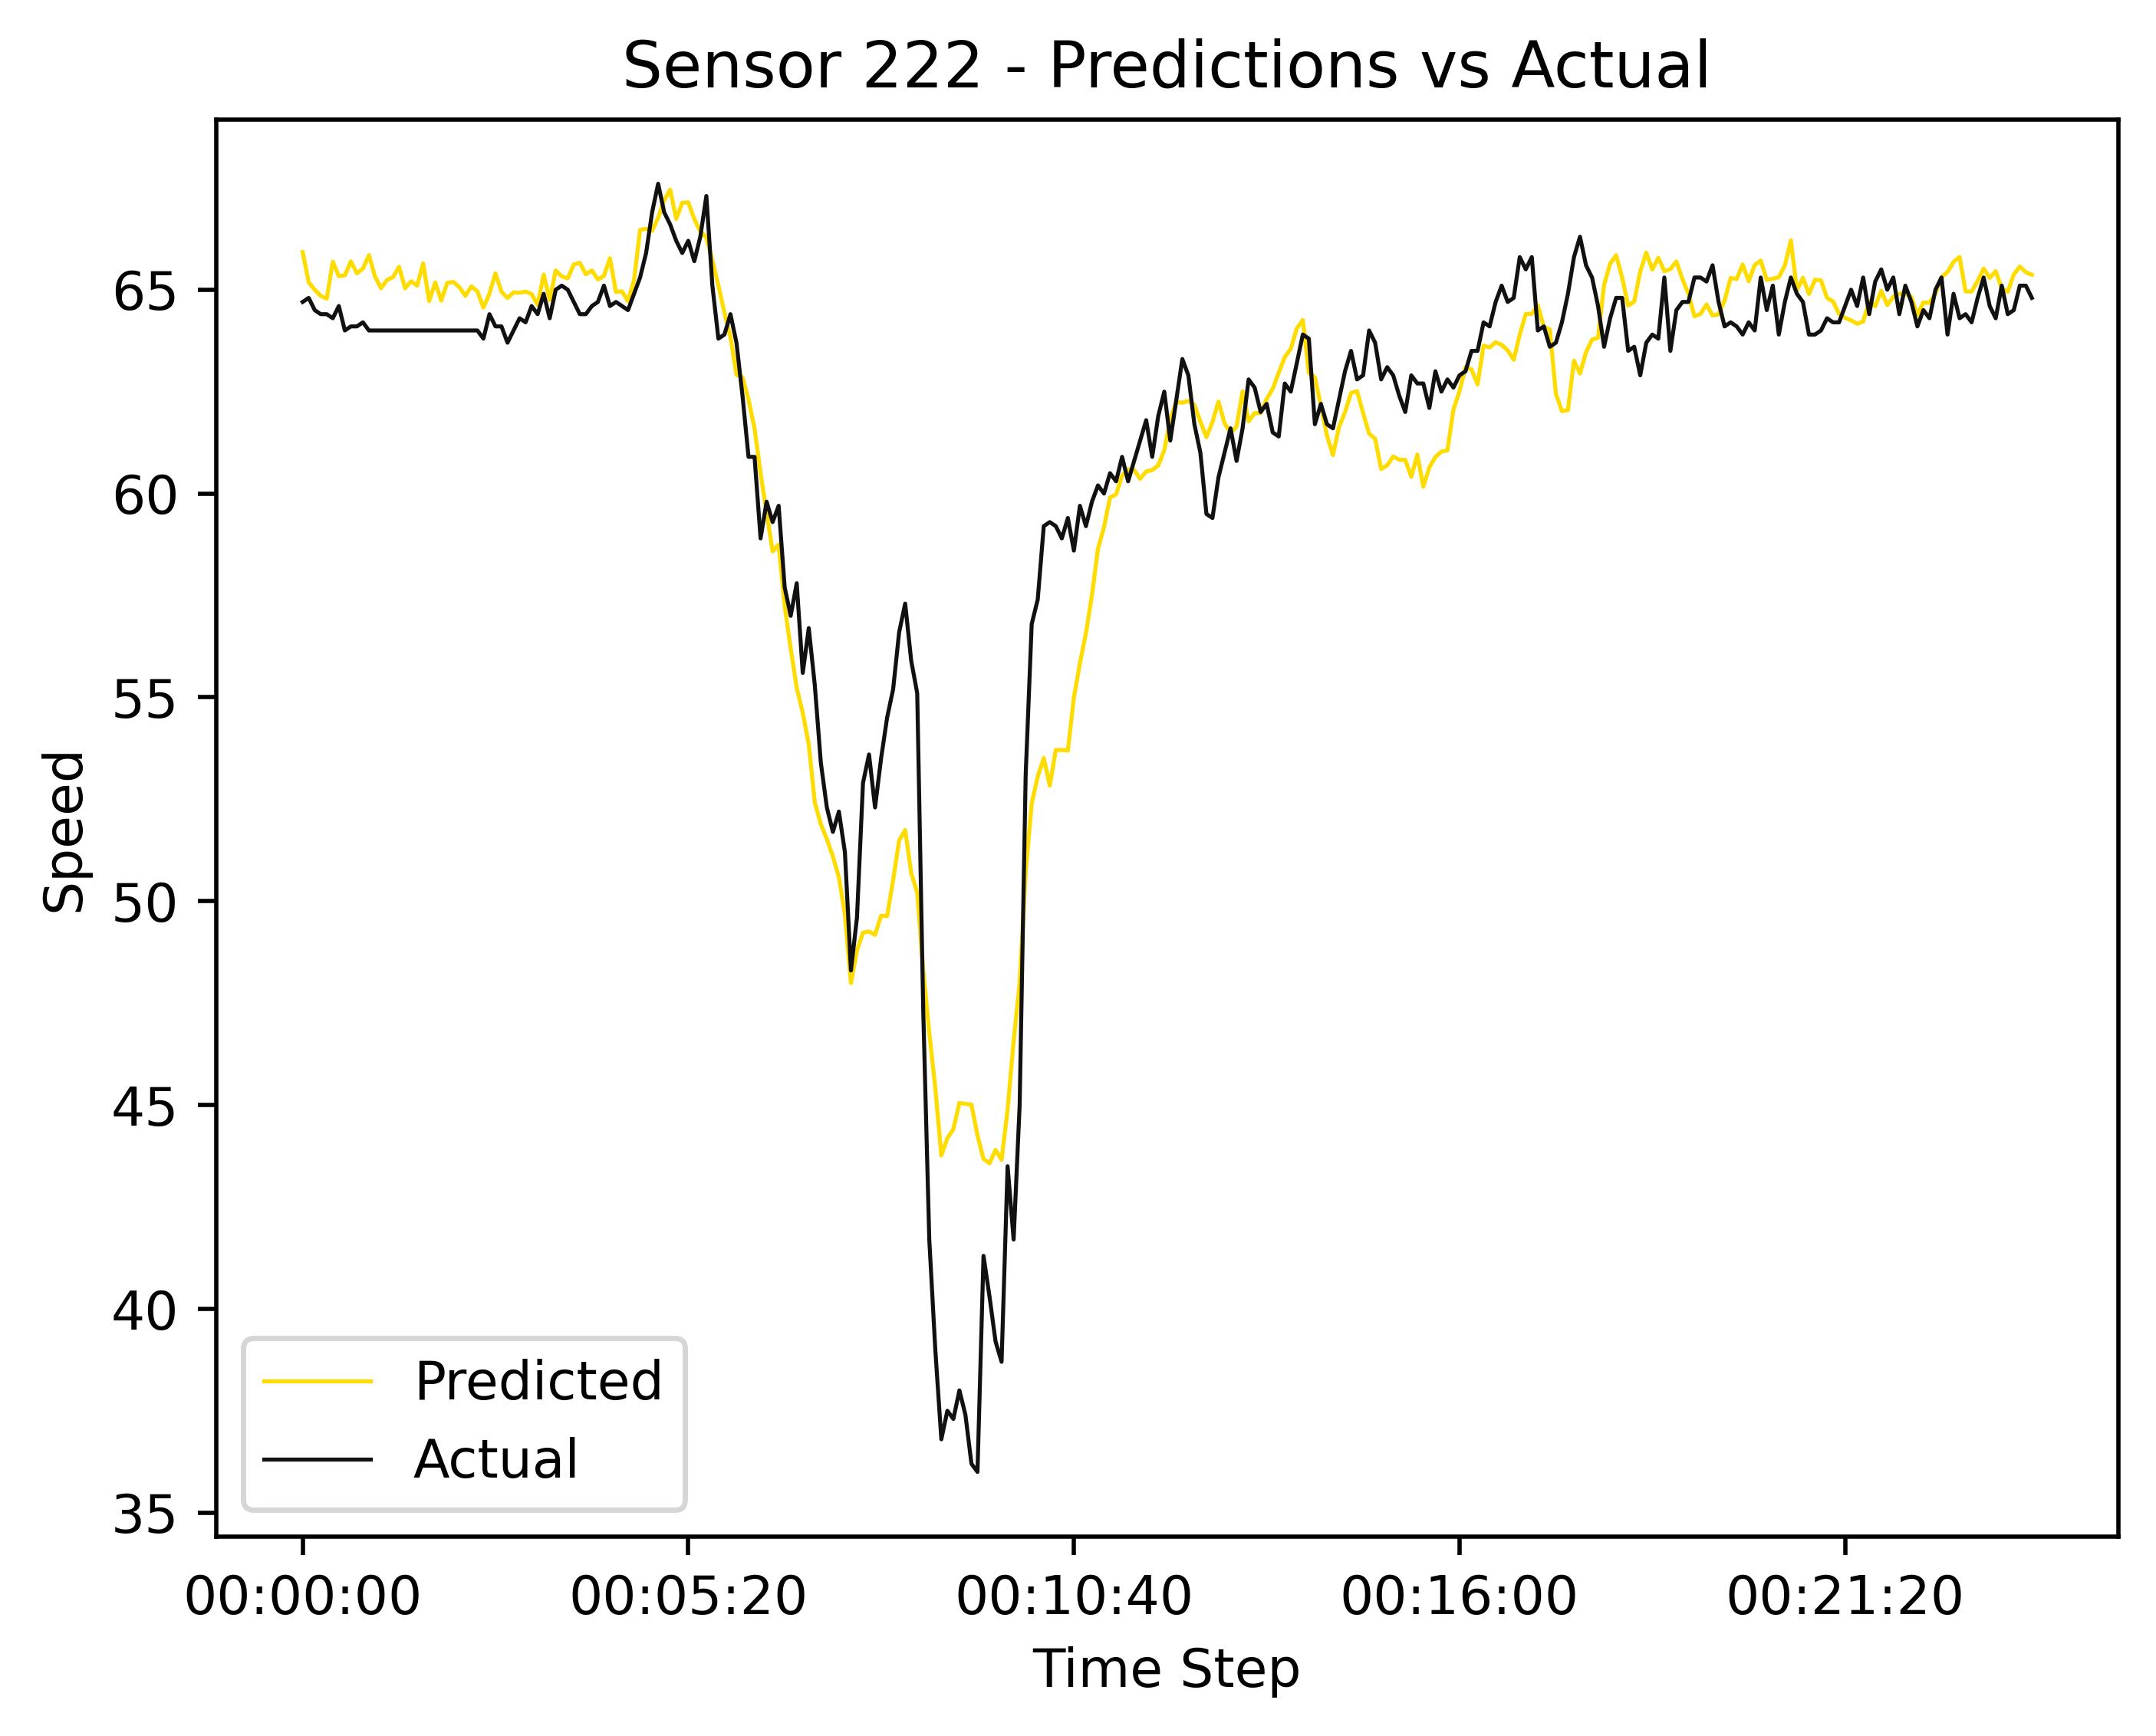 Sensor 222 - Predictions vs Actual
65
60
55
50
45
40
35
Speed
Predicted
Actual
00:00:00
00:05:20
00:10:40
00:16:00
00:21:20
Time Step